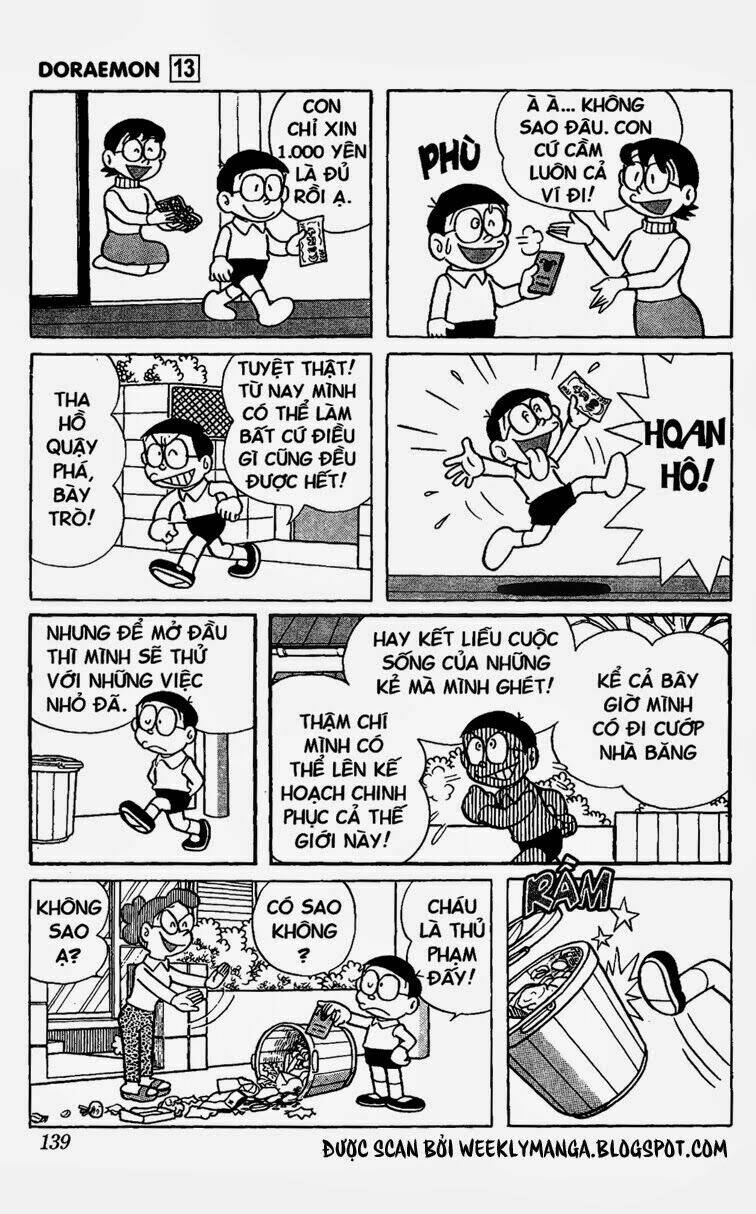 DORAEMON 13
À À... KHÔNG
SAO ĐÂU. CON
CỨ CẦM
LUÔN CẢ
VÍ ĐI!
PHÙ
CON
CHỈ XIN
1.000 YÊN
LÀ ĐỦ
RỒI Ạ.
HOAN
HÔ!
TUYỆT THẬT!
TỪ NAY MÌNH
CÓ THỂ LÀM
BẤT CỨ ĐIỀU
GÌ CŨNG ĐỀU
ĐƯỢC HẾT!
THA
HỒ
QUẬY
PHÁ,
BÀY
TRÒ!
KỂ CẢ BÂY
GIỜ MÌNH
CÓ ĐI CƯỚP
NHÀ BĂNG
HAY KẾT LIỄU CUỘC
SỐNG CỦA NHỮNG
KẺ MÀ MÌNH GHÉT!
THẬM CHÍ
MÌNH CÓ
THỂ LÊN KẾ
HOẠCH CHINH
PHỤC CẢ THẾ
GIỚI NÀY!
NHƯNG ĐỂ MỞ ĐẦU
THÌ MÌNH SẼ THỬ
VỚI NHỮNG VIỆC
NHỎ ĐÃ.
RẦM
CHÁU
LÀ THỦ
PHẠM
ĐẤY!
CÓ SAO
KHÔNG
?
KHÔNG
SAO
Ạ?
139
ĐƯỢC SCAN BỞI WEEKLYMANGA.BLOGSPOT.COM